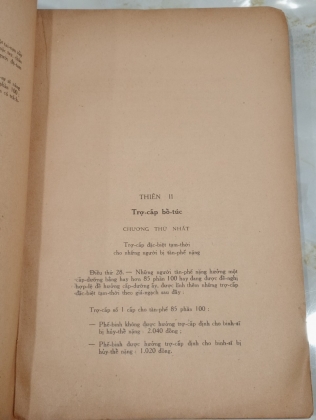 THIÊN II
Trợ-cấp bổ-túc
CHƯƠNG THỨ NHẤT
Trợ-cấp đặc-biệt tạm-thời
cho những người bị tàn-phế nặng
Điều thứ 28. — Những người tàn-phế nặng hưởng một
cấp-dưỡng bằng hay hơn 85 phần 100 hay đang được đề-nghị
hợp-lệ để hưởng cấp-dưỡng ấy, được lĩnh thêm những trợ-cấp
đặc-biệt tạm-thời theo giá-ngạch sau đây :
Trợ-cấp số 1 cấp cho tàn-phế 85 phần 100 :
— Phế-binh không được hưởng trợ-cấp định cho binh-sĩ
bị hủy-thể nặng : 2.040 đồng ;
— Phế-binh được hưởng trợ-cấp định cho binh-sĩ
bị hủy-thể nặng : 1.020 đồng.